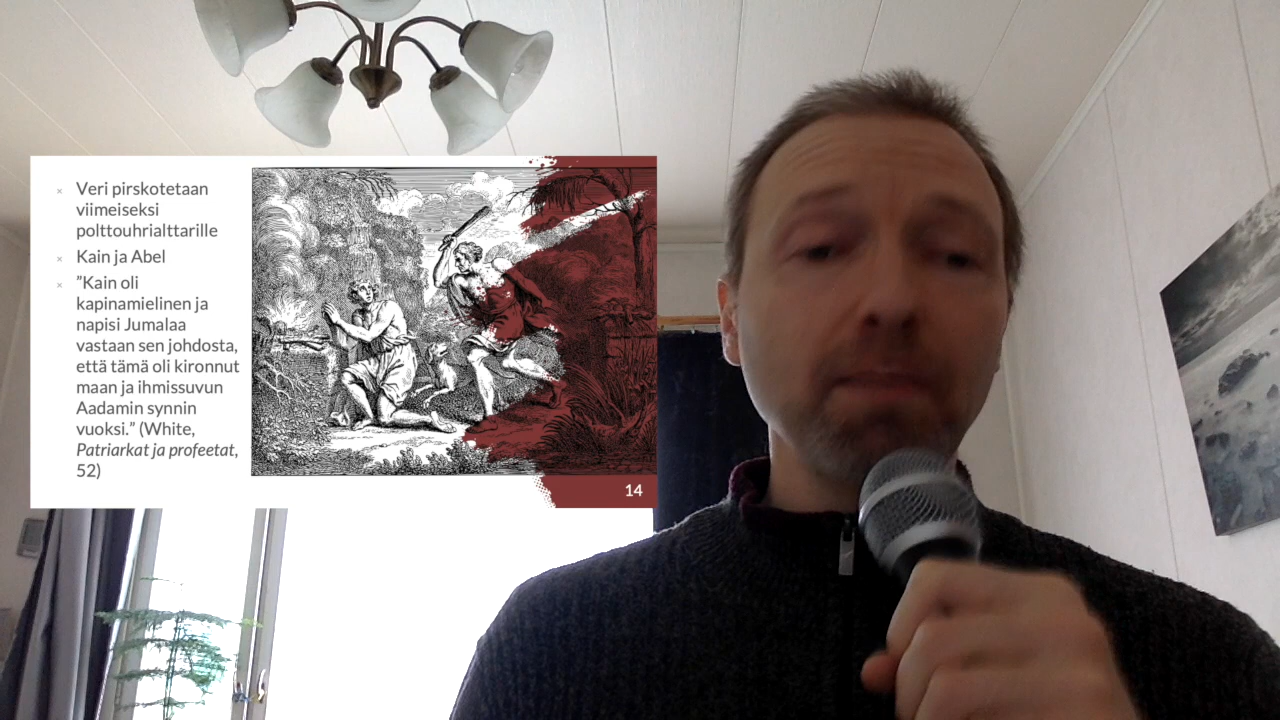 Veri pirskotetaan
viimeiseksi
polttouhrialttarille
Kain ja Abel
”Kain oli
kapinamielinen ja
napisi Jumalaa
vastaan sen johdosta,
että tämä oli kironnut
maan ja ihmissuvun
Aadamin synnin
vuoksi.” (White,
Patriarkat ja profeetat,
52)
14